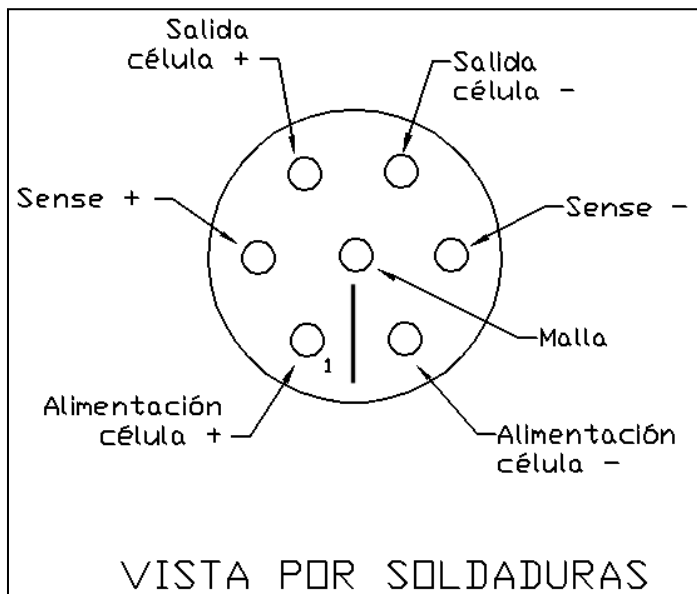 Salida
célula +
Salida
célula -
Sense +
Sense -
Malla
1
Alimentación
célula +
Alimentación
célula -
VISTA POR SOLDADURAS